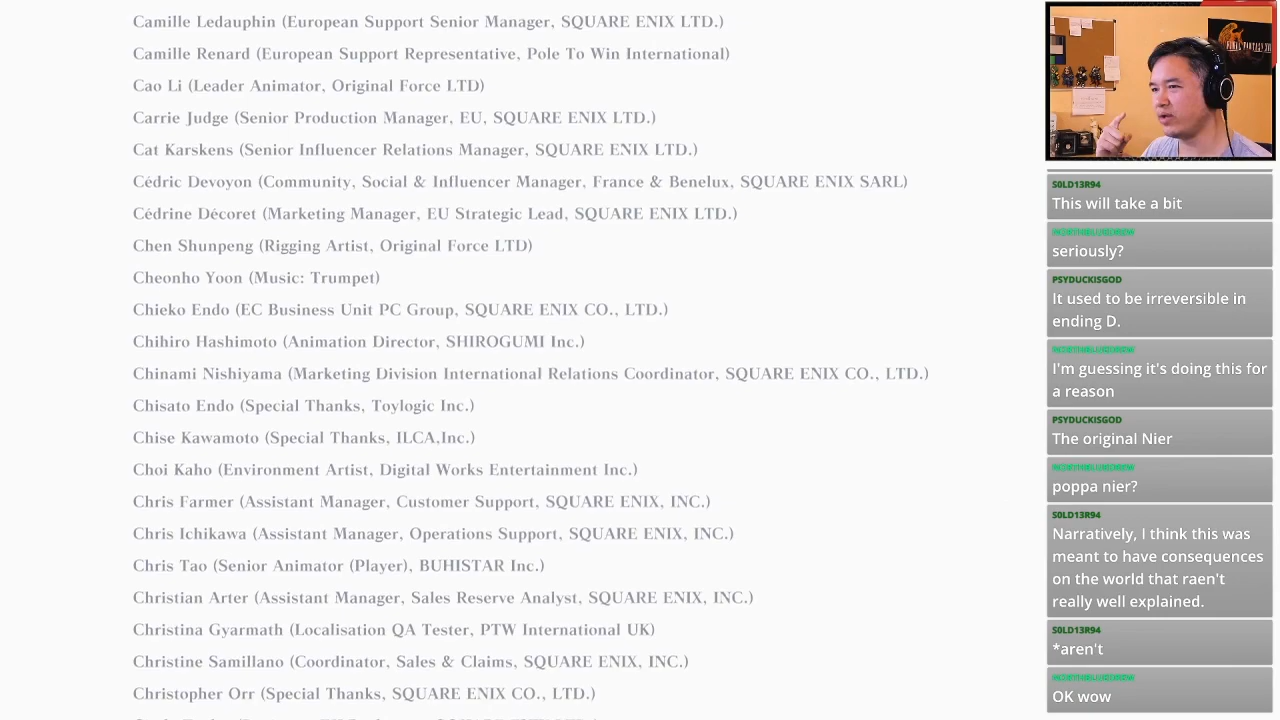 Camille Ledauphin (European Support Senior Manager, SQUARE ENIX LTD.)
Camille Renard (European Support Representative, Pole To Win International)
Cao Li (Leader Animator, Original Force LTD)
Carrie Judge (Senior Production Manager, EU, SQUARE ENIX LTD.)
Cat Karskens (Senior Influencer Relations Manager, SQUARE ENIX LTD.)
Cédric Devoyon (Community, Social & Influencer Manager, France & Benelux, SQUARE ENIX SARL)
Cédrine Décoret (Marketing Manager, EU Strategic Lead, SQUARE ENIX LTD.)
Chen Shunpeng (Rigging Artist, Original Force LTD)
Cheonho Yoon (Music: Trumpet)
Chieko Endo (EC Business Unit PC Group, SQUARE ENIX CO., LTD.)
Chihiro Hashimoto (Animation Director, SHIROGUMI Inc.)
Chinami Nishiyama (Marketing Division International Relations Coordinator, SQUARE ENIX CO., LTD.)
Chisato Endo (Special Thanks, Toylogic Inc.)
Chise Kawamoto (Special Thanks, ILCA,Inc.)
Choi Kaho (Environment Artist, Digital Works Entertainment Inc.)
Chris Farmer (Assistant Manager, Customer Support, SQUARE ENIX, INC.)
Chris Ichikawa (Assistant Manager, Operations Support, SQUARE ENIX, INC.)
Chris Tao (Senior Animator (Player), BUHISTAR Inc.)
Christian Arter (Assistant Manager, Sales Reserve Analyst, SQUARE ENIX, INC.)
Christina Gyarmath (Localisation QA Tester, PTW International UK)
Christine Samillano (Coordinator, Sales & Claims, SQUARE ENIX, INC.)
Christopher Orr (Special Thanks, SQUARE ENIX CO., LTD.)
FINAL FANTASY XVI
S0LD13R94
This will take a bit
seriously?
PSYDUCKISGOD
It used to be irreversible in
ending D.
I'm guessing it's doing this for
a reason
PSYDUCKISGOD
The original Nier
poppa nier?
S0LD13R94
Narratively, I think this was
meant to have consequences
on the world that raen't
really well explained.
S0LD13R94
*aren't
OK wow